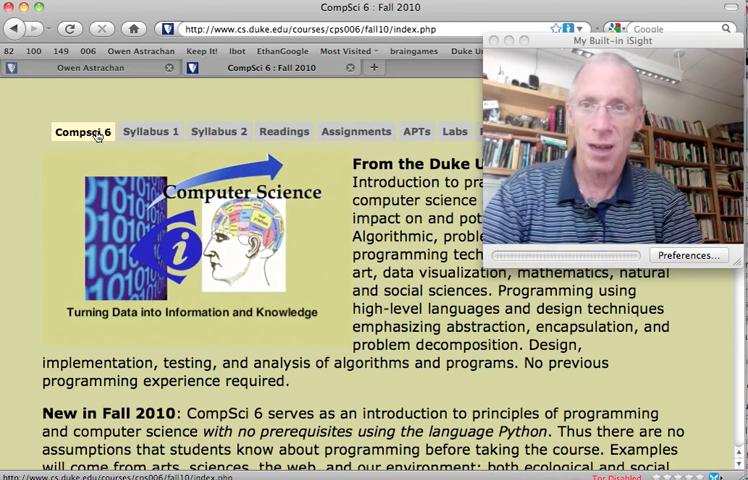 CompSci 6 : Fall 2010
http://www.cs.duke.edu/courses/cps006/fall10/index.php
Google
82 100 149 006 Owen Astrachan Keep It! lbot EthanGoogle Most Visited braingames Duke Un
My Built-in iSight
Owen Astrachan
CompSci 6 : Fall 2010
Compsci 6 Syllabus 1 Syllabus 2 Readings Assignments APTs Labs
Computer Science
i
Turning Data into Information and Knowledge
Preferences...
From the Duke U
Introduction to pr
computer science
impact on and pot
Algorithmic, proble
programming tech
art, data visualization, mathematics, natural
and social sciences. Programming using
high-level languages and design techniques
emphasizing abstraction, encapsulation, and
problem decomposition. Design,
implementation, testing, and analysis of algorithms and programs. No previous
programming experience required.
New in Fall 2010: CompSci 6 serves as an introduction to principles of programming
and computer science with no prerequisites using the language Python. Thus there are no
assumptions that students know about programming before taking the course. Examples
will come from arts, sciences, the web, and our environment: both ecological and social
http://www.cs.duke.edu/courses/cps006/fall10/index.php
Tor Disabled